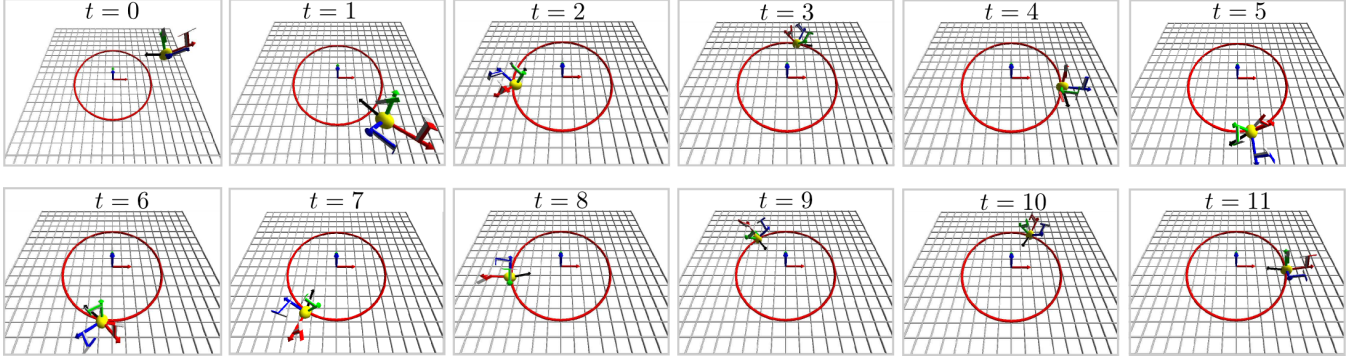 t = 0
t = 1
t = 2
t = 3
t = 4
t = 5
t = 6
t = 7
t = 8
t = 9
t = 10
t = 11